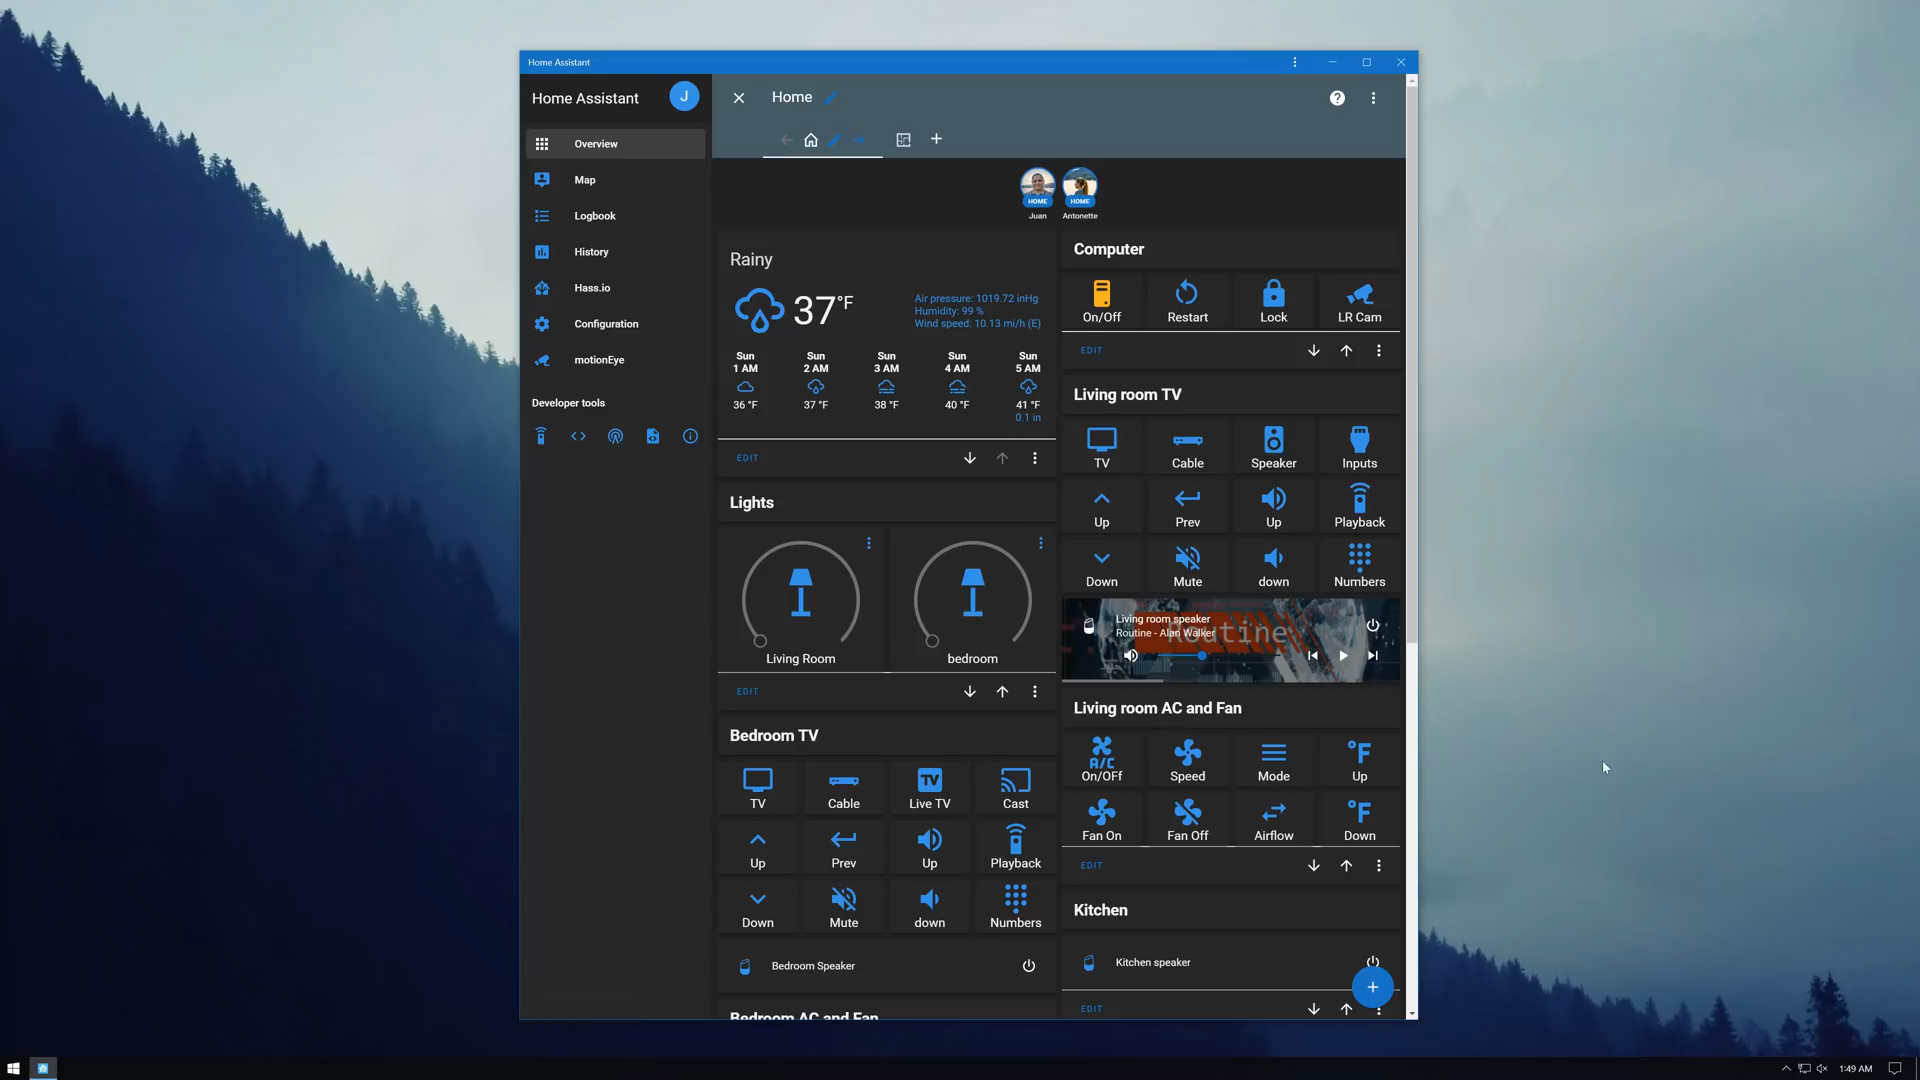 Home Assistant
Home Assistant
J
Home
Overview
Map
Logbook
History
Hass.io
Configuration
motionEye
Developer tools
HOME
HOME
Juan
Antonette
Rainy
37 °F
Air pressure: 1019.72 inHg
Humidity: 99 %
Wind speed: 10.13 mi/h (E)
Sun Sun Sun Sun Sun
1 AM 2 AM 3 AM 4 AM 5 AM
36 °F 37 °F 38 °F 40 °F 41 °F
0.1 in
EDIT
Lights
Living Room
bedroom
EDIT
Bedroom TV
TV
TV Cable Live TV Cast
Up Prev Up Playback
Down Mute down Numbers
Bedroom Speaker
Bedroom AC and Fan
Computer
On/Off Restart Lock LR Cam
EDIT
Living room TV
TV Cable Speaker Inputs
Up Prev Up Playback
Down Mute down Numbers
Living room speaker
Routine - Alan Walker
Routine
Living room AC and Fan
A/C °F
On/OFf Speed Mode Up
°F
Fan On Fan Off Airflow Down
EDIT
Kitchen
Kitchen speaker
EDIT
1:49 AM